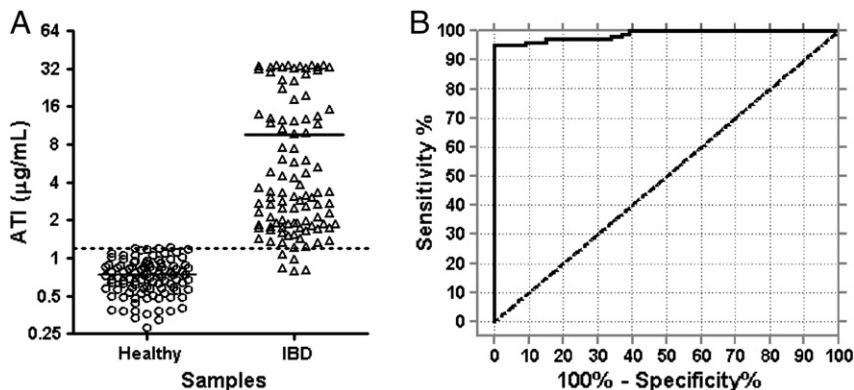 A
ATI (µg/mL)
64
32
16
8
4
2
1
0.5
0.25
Healthy
IBD
Samples
B
Sensitivity %
100
90
80
70
60
50
40
30
20
10
0
0 10 20 30 40 50 60 70 80 90 100
100% - Specificity%